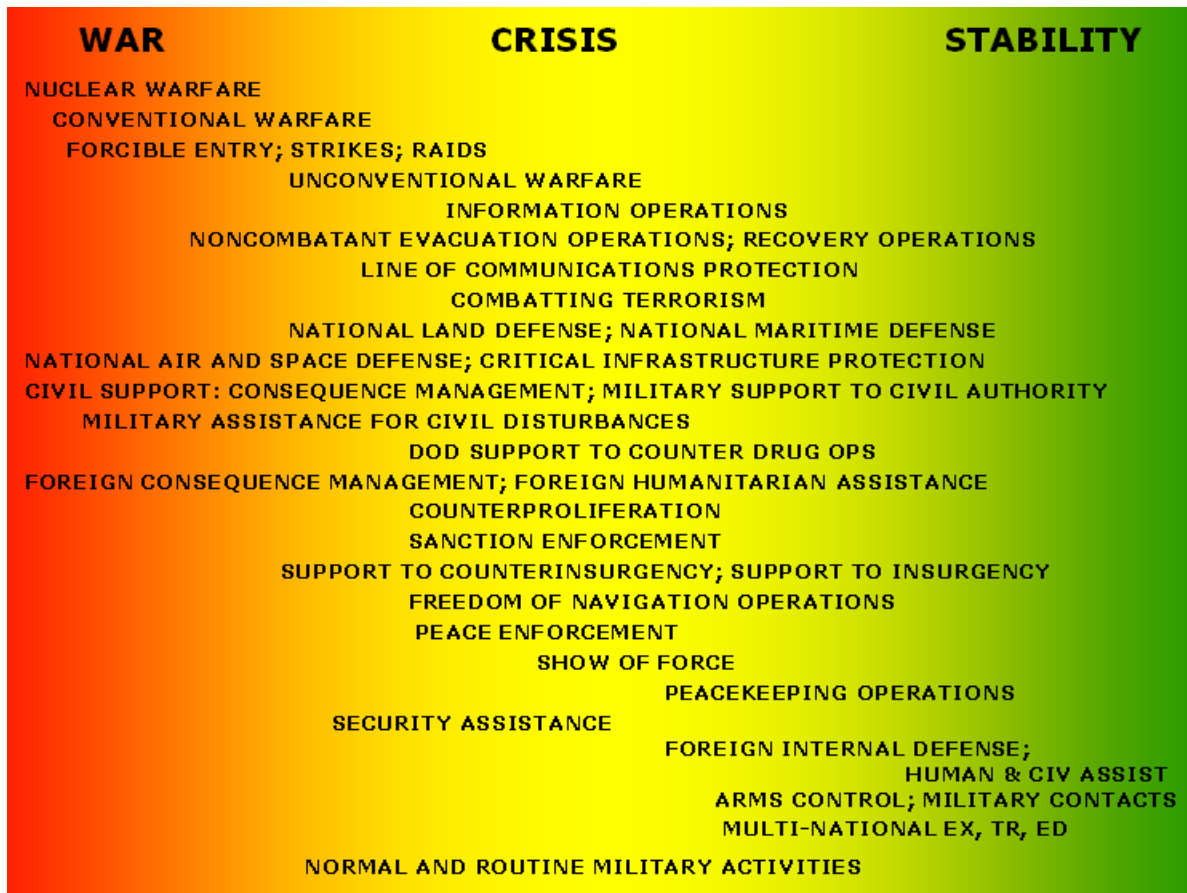 WAR CRISIS STABILITY
NUCLEAR WARFARE
CONVENTIONAL WARFARE
FORCIBLE ENTRY; STRIKES; RAIDS
UNCONVENTIONAL WARFARE
INFORMATION OPERATIONS
NONCOMBATANT EVACUATION OPERATIONS; RECOVERY OPERATIONS
LINE OF COMMUNICATIONS PROTECTION
COMBATTING TERRORISM
NATIONAL LAND DEFENSE; NATIONAL MARITIME DEFENSE
NATIONAL AIR AND SPACE DEFENSE; CRITICAL INFRASTRUCTURE PROTECTION
CIVIL SUPPORT: CONSEQUENCE MANAGEMENT; MILITARY SUPPORT TO CIVIL AUTHORITY
MILITARY ASSISTANCE FOR CIVIL DISTURBANCES
DOD SUPPORT TO COUNTER DRUG OPS
FOREIGN CONSEQUENCE MANAGEMENT; FOREIGN HUMANITARIAN ASSISTANCE
COUNTERPROLIFERATION
SANCTION ENFORCEMENT
SUPPORT TO COUNTERINSURGENCY; SUPPORT TO INSURGENCY
FREEDOM OF NAVIGATION OPERATIONS
PEACE ENFORCEMENT
SHOW OF FORCE
PEACEKEEPING OPERATIONS
SECURITY ASSISTANCE
FOREIGN INTERNAL DEFENSE;
HUMAN & CIV ASSIST
ARMS CONTROL; MILITARY CONTACTS
MULTI-NATIONAL EX, TR, ED
NORMAL AND ROUTINE MILITARY ACTIVITIES